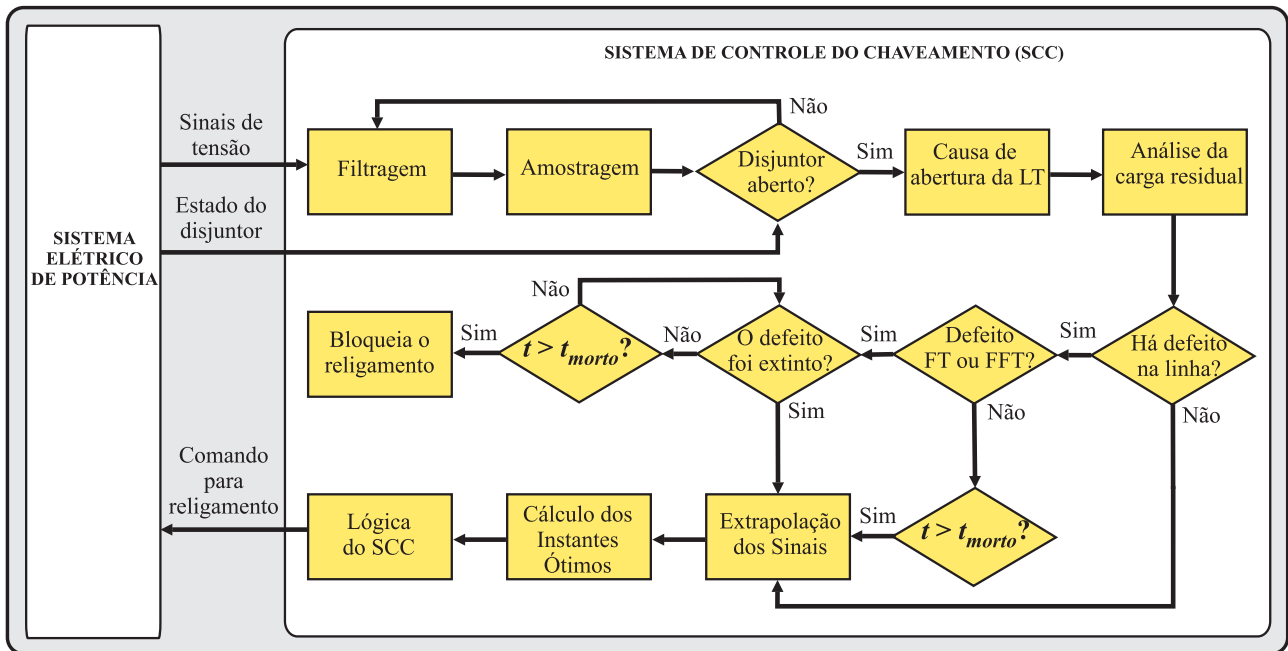 SISTEMA DE CONTROLE DO CHAVEAMENTO (SCC)
SISTEMA
ELÉTRICO
DE POTÊNCIA
Sinais de
tensão
Estado do
disjuntor
Filtragem
Amostragem
Disjuntor
aberto?
Não
Sim
Causa de
abertura da LT
Análise da
carga residual
Há defeito
na linha?
Sim
Não
Defeito
FT ou FFT?
Sim
Não
O defeito
foi extinto?
Não
Sim
t > tmorto?
Não
Sim
Bloqueia o
religamento
t > tmorto?
Sim
Extrapolação
dos Sinais
Cálculo dos
Instantes
Ótimos
Lógica
do SCC
Comando
para
religamento